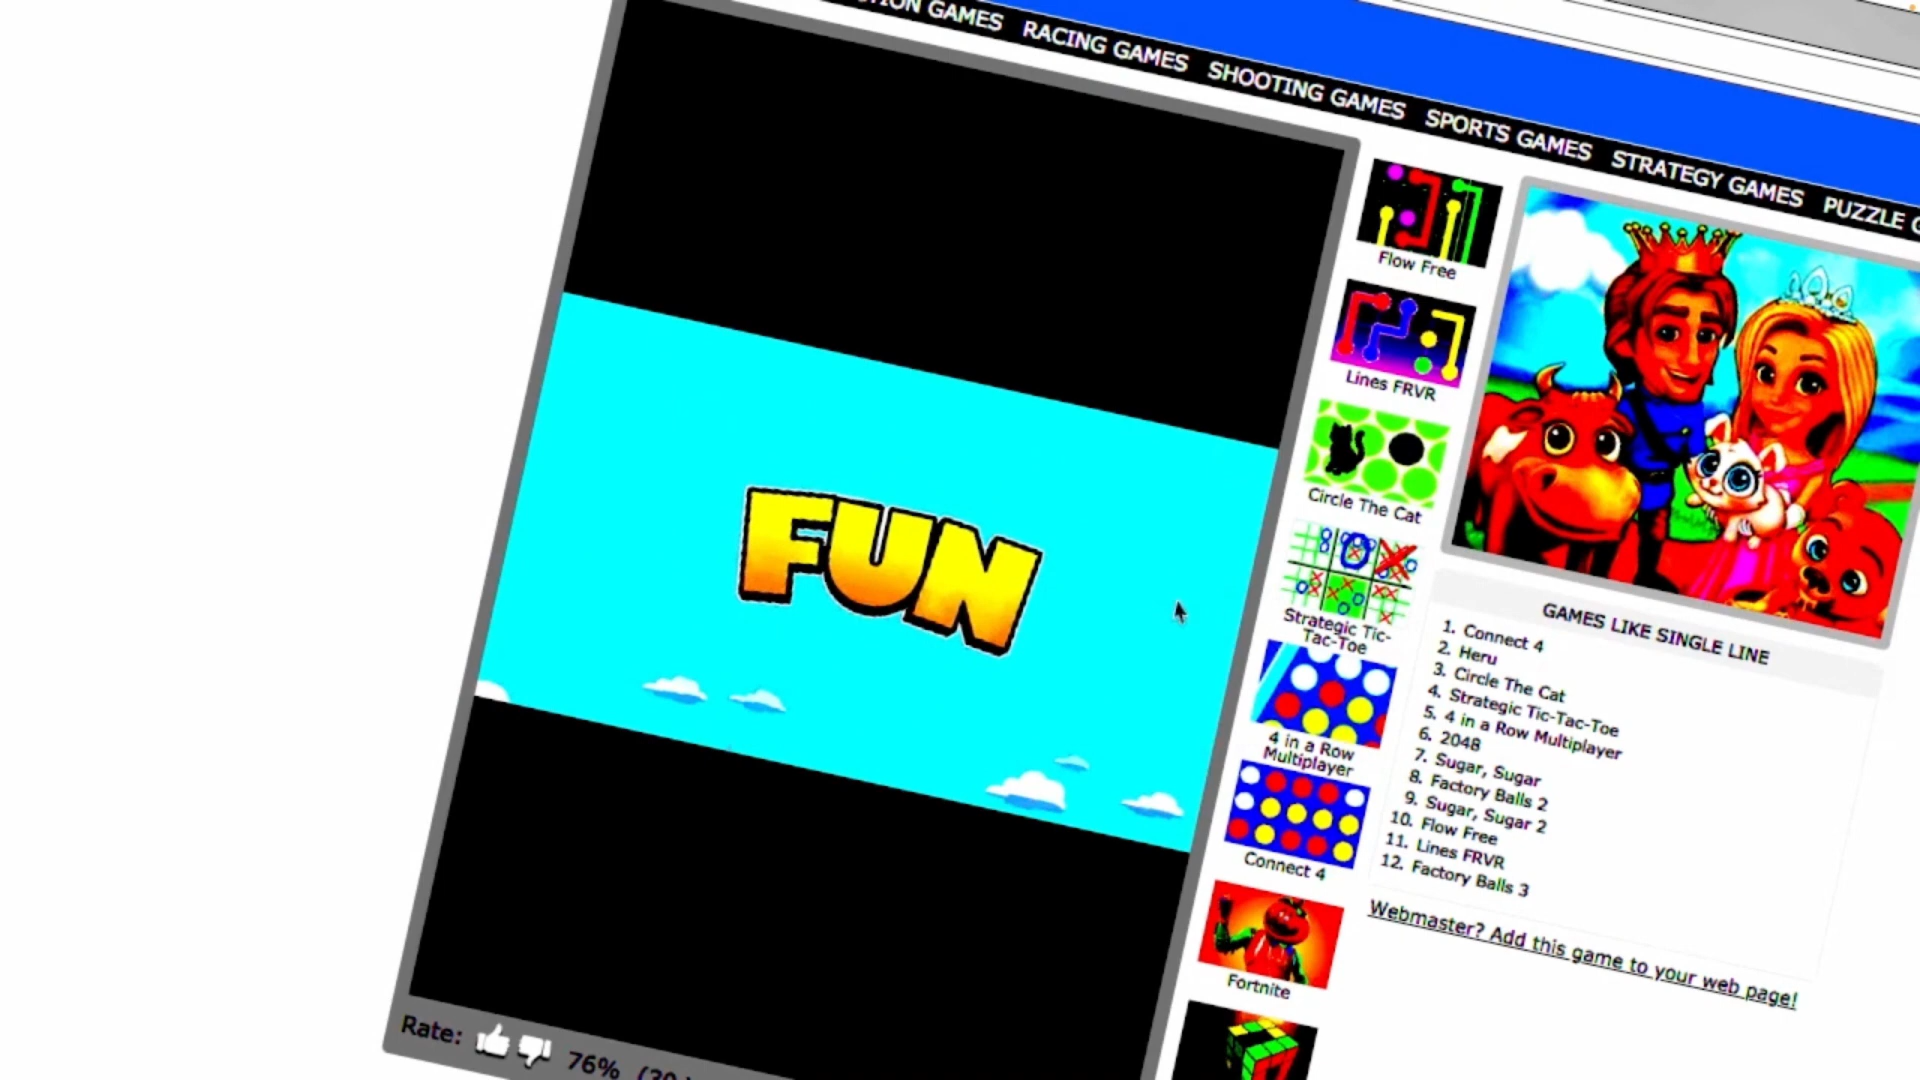 GAMES RACING GAMES SHOOTING GAMES SPORTS GAMES STRATEGY GAMES PUZZLE
FUN
Flow Free
Lines FRVR
Circle The Cat
Strategic Tic-
Tac-Toe
4 in a Row
Multiplayer
Connect 4
Fortnite
GAMES LIKE SINGLE LINE
1. Connect 4
2. Heru
3. Circle The Cat
4. Strategic Tic-Tac-Toe
5. 4 in a Row Multiplayer
6. 2048
7. Sugar, Sugar
8. Factory Balls 2
9. Sugar, Sugar 2
10. Flow Free
11. Lines FRVR
12. Factory Balls 3
Webmaster? Add this game to your web page!
Rate: 76%